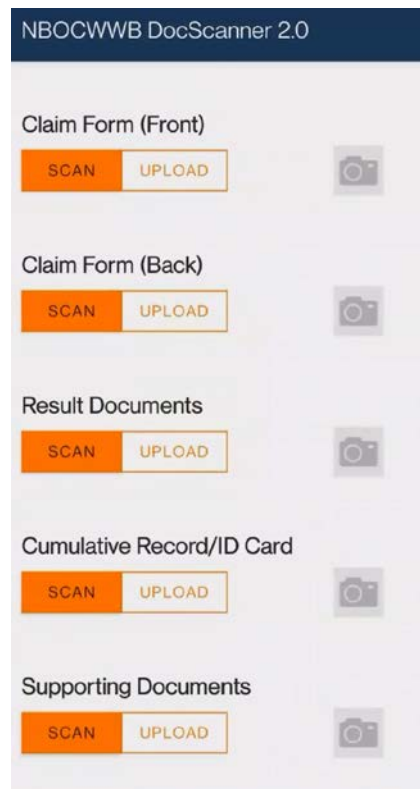 NBOCWWB DocScanner 2.0
Claim Form (Front)
SCAN UPLOAD
Claim Form (Back)
SCAN UPLOAD
Result Documents
SCAN UPLOAD
Cumulative Record/ID Card
SCAN UPLOAD
Supporting Documents
SCAN UPLOAD